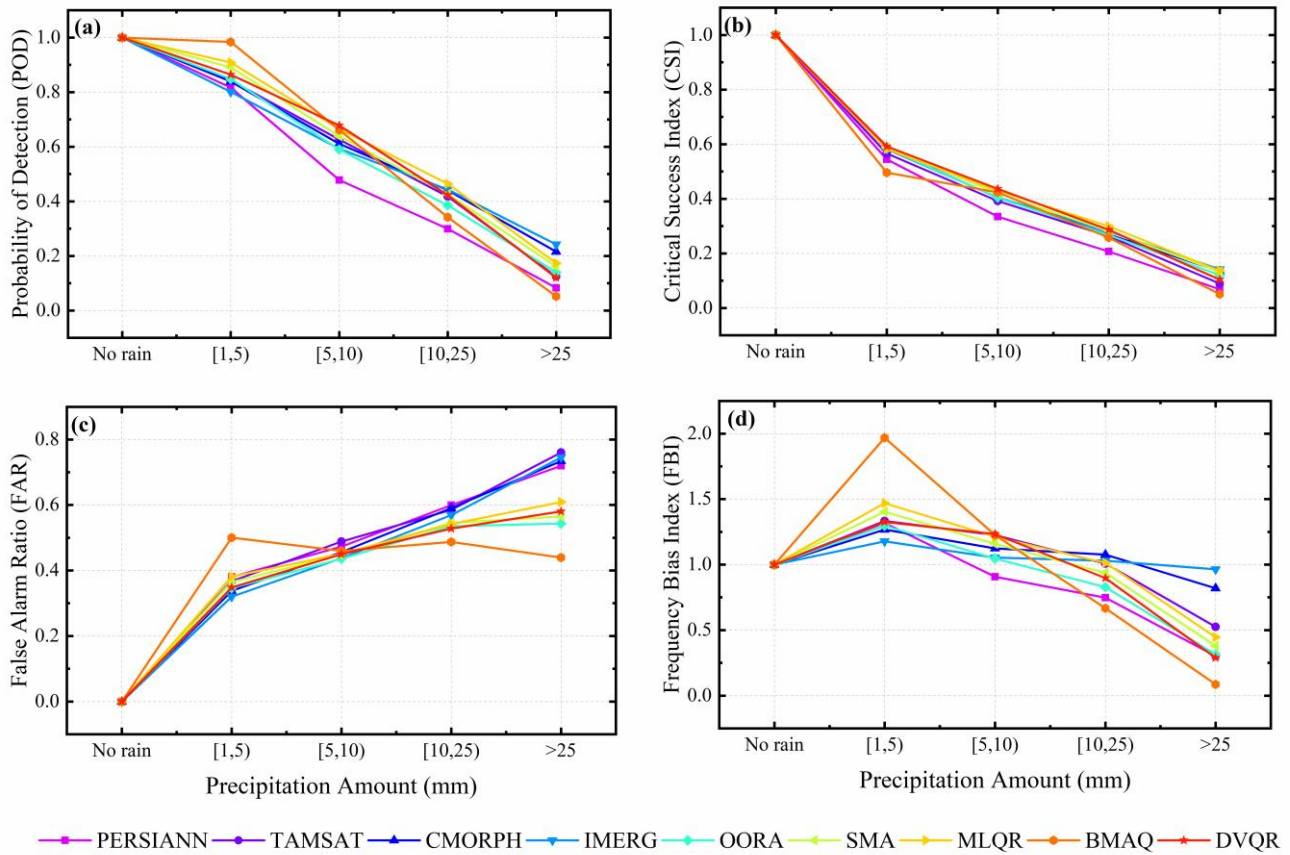 (a)
Probability of Detection (POD)
1.0
0.8
0.6
0.4
0.2
0.0
No rain [1,5) [5,10) [10,25) >25
(b)
Critical Success Index (CSI)
1.0
0.8
0.6
0.4
0.2
0.0
No rain [1,5) [5,10) [10,25) >25
(c)
False Alarm Ratio (FAR)
0.8
0.6
0.4
0.2
0.0
No rain [1,5) [5,10) [10,25) >25
Precipitation Amount (mm)
(d)
Frequency Bias Index (FBI)
2.0
1.5
1.0
0.5
0.0
No rain [1,5) [5,10) [10,25) >25
Precipitation Amount (mm)
PERSIANN TAMSAT CMORPH IMERG OORA SMA MLQR BMAQ DVQR